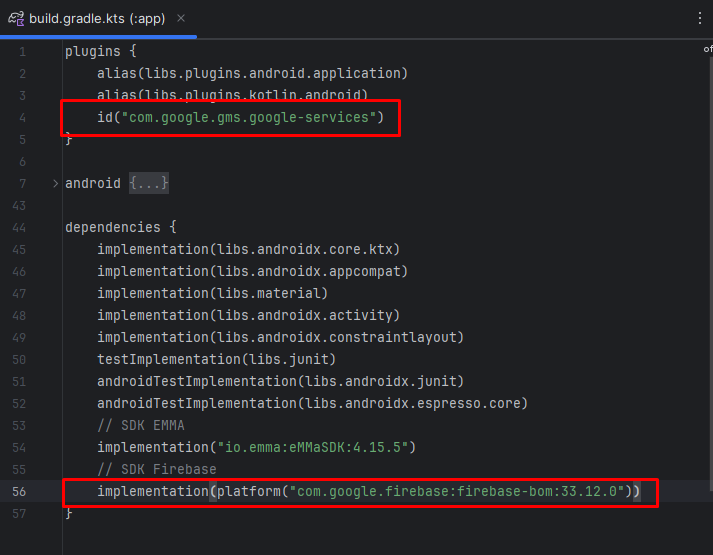 build.gradle.kts (:app)
of
1 plugins {
2 alias(libs.plugins.android.application)
3 alias(libs.plugins.kotlin.android)
4 id("com.google.gms.google-services")
5 }
6
7 android {...}
43
44 dependencies {
45 implementation(libs.androidx.core.ktx)
46 implementation(libs.androidx.appcompat)
47 implementation(libs.material)
48 implementation(libs.androidx.activity)
49 implementation(libs.androidx.constraintlayout)
50 testImplementation(libs.junit)
51 androidTestImplementation(libs.androidx.junit)
52 androidTestImplementation(libs.androidx.espresso.core)
53 // SDK EMMA
54 implementation("io.emma:eMMaSDK:4.15.5")
55 // SDK Firebase
56 implementation(platform("com.google.firebase:firebase-bom:33.12.0"))
57 }